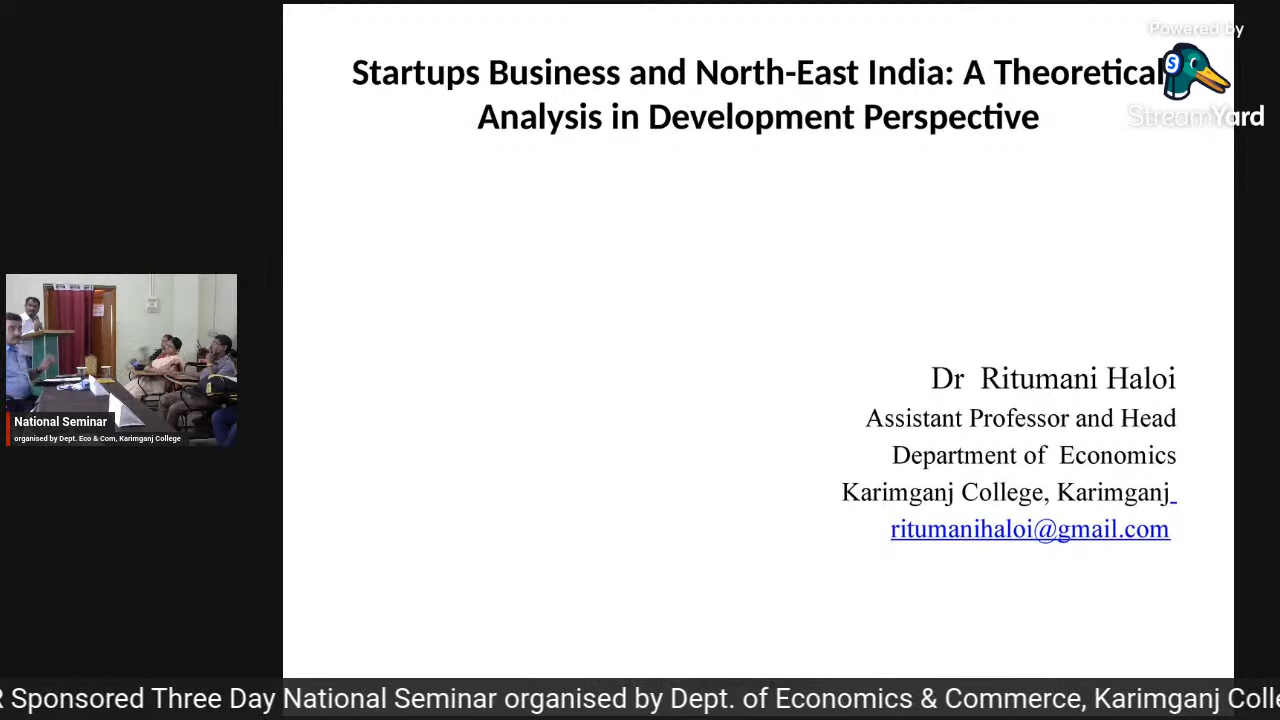 Powered by
StreamYard
Startups Business and North-East India: A Theoretical
Analysis in Development Perspective
Dr Ritumani Haloi
Assistant Professor and Head
Department of Economics
Karimganj College, Karimganj
ritumanihaloi@gmail.com
National Seminar
organised by Dept. Eco & Com, Karimganj College
R Sponsored Three Day National Seminar organised by Dept. of Economics & Commerce, Karimganj Colle